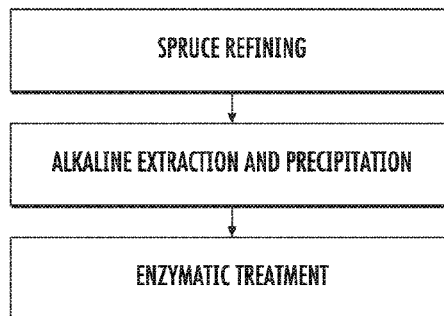 SPRUCE REFINING
ALKALINE EXTRACTION AND PRECIPITATION
ENZYMATIC TREATMENT